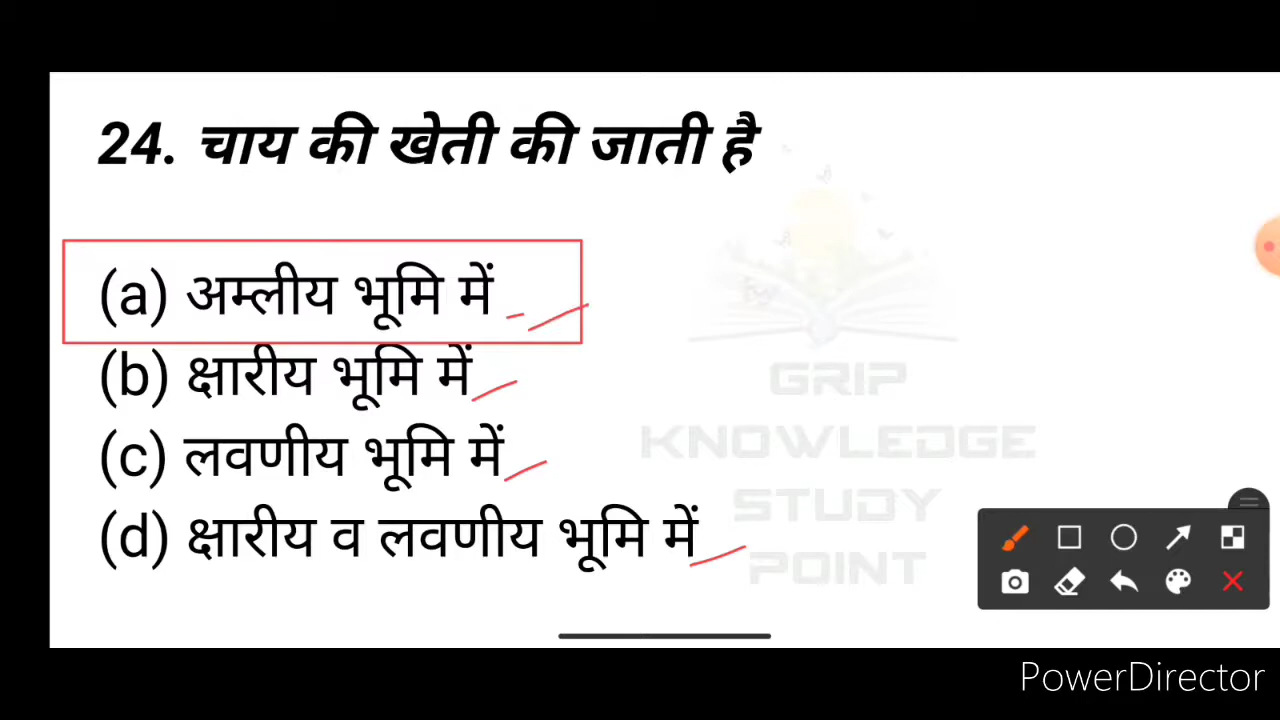 24. चाय की खेती की जाती है
(a) अम्लीय भूमि में
(b) क्षारीय भूमि में
(c) लवणीय भूमि में
(d) क्षारीय व लवणीय भूमि में
GRIP
KNOWLEDGE
STUDY
POINT
PowerDirector